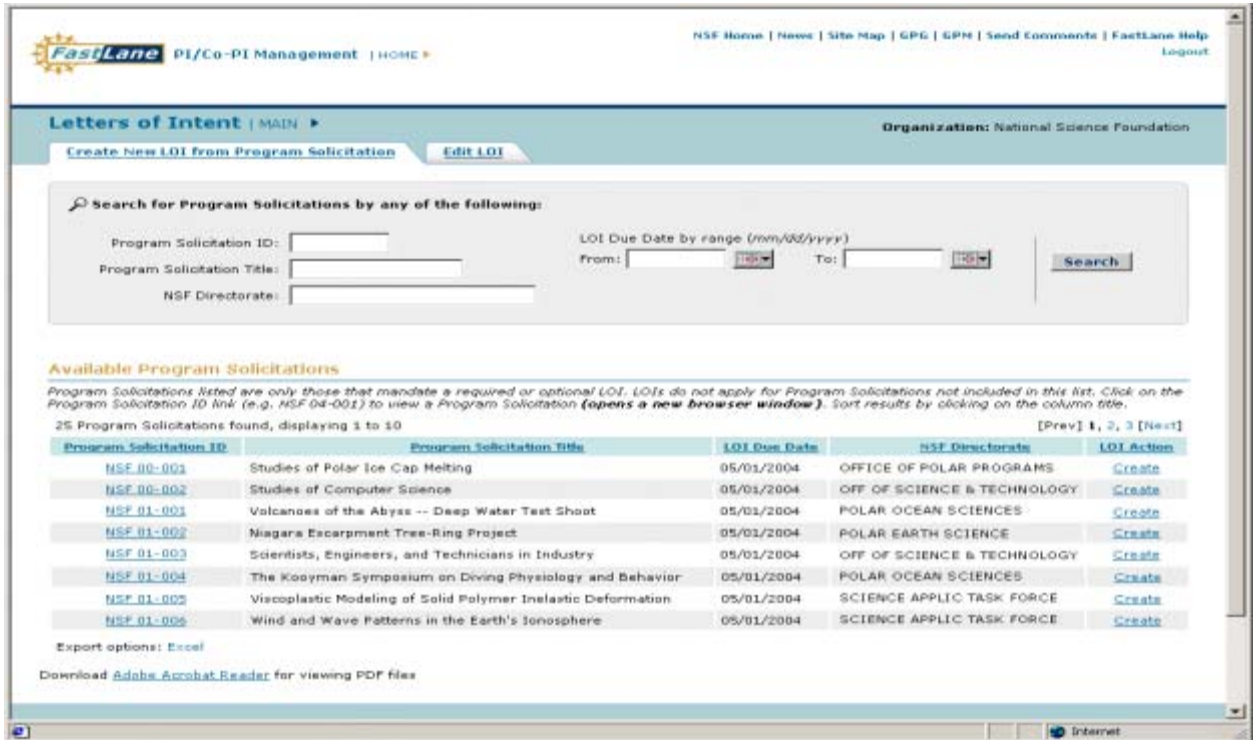 NSF Home | News | Site Map | GPG | GPM | Send Comments | FastLane Help
FastLane PI/Co-PI Management | HOME
Logout
Letters of Intent | MAIN
Organization: National Science Foundation
Create New LOI from Program Solicitation Edit LOI
Search for Program Solicitations by any of the following:
Program Solicitation ID: LOI Due Date by range (mm/dd/yyyy)
From: To: Search
Program Solicitation Title:
NSF Directorate:
Available Program Solicitations
Program Solicitations listed are only those that mandate a required or optional LOI. LOIs do not apply for Program Solicitations not included in this list. Click on the
Program Solicitation ID link (e.g. NSF 04-001) to view a Program Solicitation (opens a new browser window). Sort results by clicking on the column title.
25 Program Solicitations found, displaying 1 to 10 [Prev] 1, 2, 3 [Next]
Program Solicitation ID Program Solicitation Title LOI Due Date NSF Directorate LOI Action
NSF 00-001 Studies of Polar Ice Cap Melting 05/01/2004 OFFICE OF POLAR PROGRAMS Create
NSF 00-002 Studies of Computer Science 05/01/2004 OFF OF SCIENCE & TECHNOLOGY Create
NSF 01-001 Volcanoes of the Abyss -- Deep Water Test Shoot 05/01/2004 POLAR OCEAN SCIENCES Create
NSF 01-002 Niagara Escarpment Tree-Ring Project 05/01/2004 POLAR EARTH SCIENCE Create
NSF 01-003 Scientists, Engineers, and Technicians in Industry 05/01/2004 OFF OF SCIENCE & TECHNOLOGY Create
NSF 01-004 The Kooyman Symposium on Diving Physiology and Behavior 05/01/2004 POLAR OCEAN SCIENCES Create
NSF 01-005 Viscoplastic Modeling of Solid Polymer Inelastic Deformation 05/01/2004 SCIENCE APPLIC TASK FORCE Create
NSF 01-006 Wind and Wave Patterns in the Earth's Ionosphere 05/01/2004 SCIENCE APPLIC TASK FORCE Create
Export options: Excel
Download Adobe Acrobat Reader for viewing PDF files
Internet